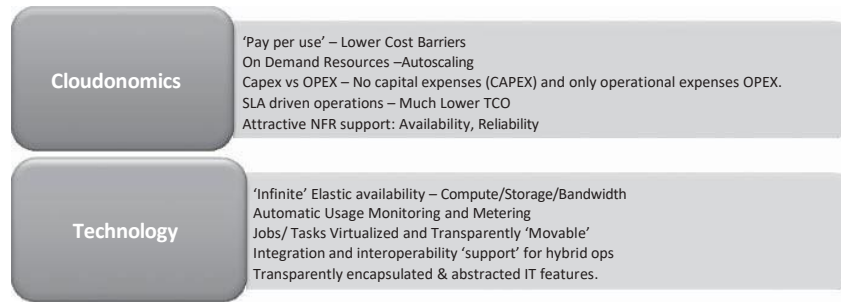 Cloudonomics
‘Pay per use’ – Lower Cost Barriers
On Demand Resources –Autoscaling
Capex vs OPEX – No capital expenses (CAPEX) and only operational expenses OPEX.
SLA driven operations – Much Lower TCO
Attractive NFR support: Availability, Reliability
Technology
‘Infinite’ Elastic availability – Compute/Storage/Bandwidth
Automatic Usage Monitoring and Metering
Jobs/ Tasks Virtualized and Transparently ‘Movable’
Integration and interoperability ‘support’ for hybrid ops
Transparently encapsulated & abstracted IT features.